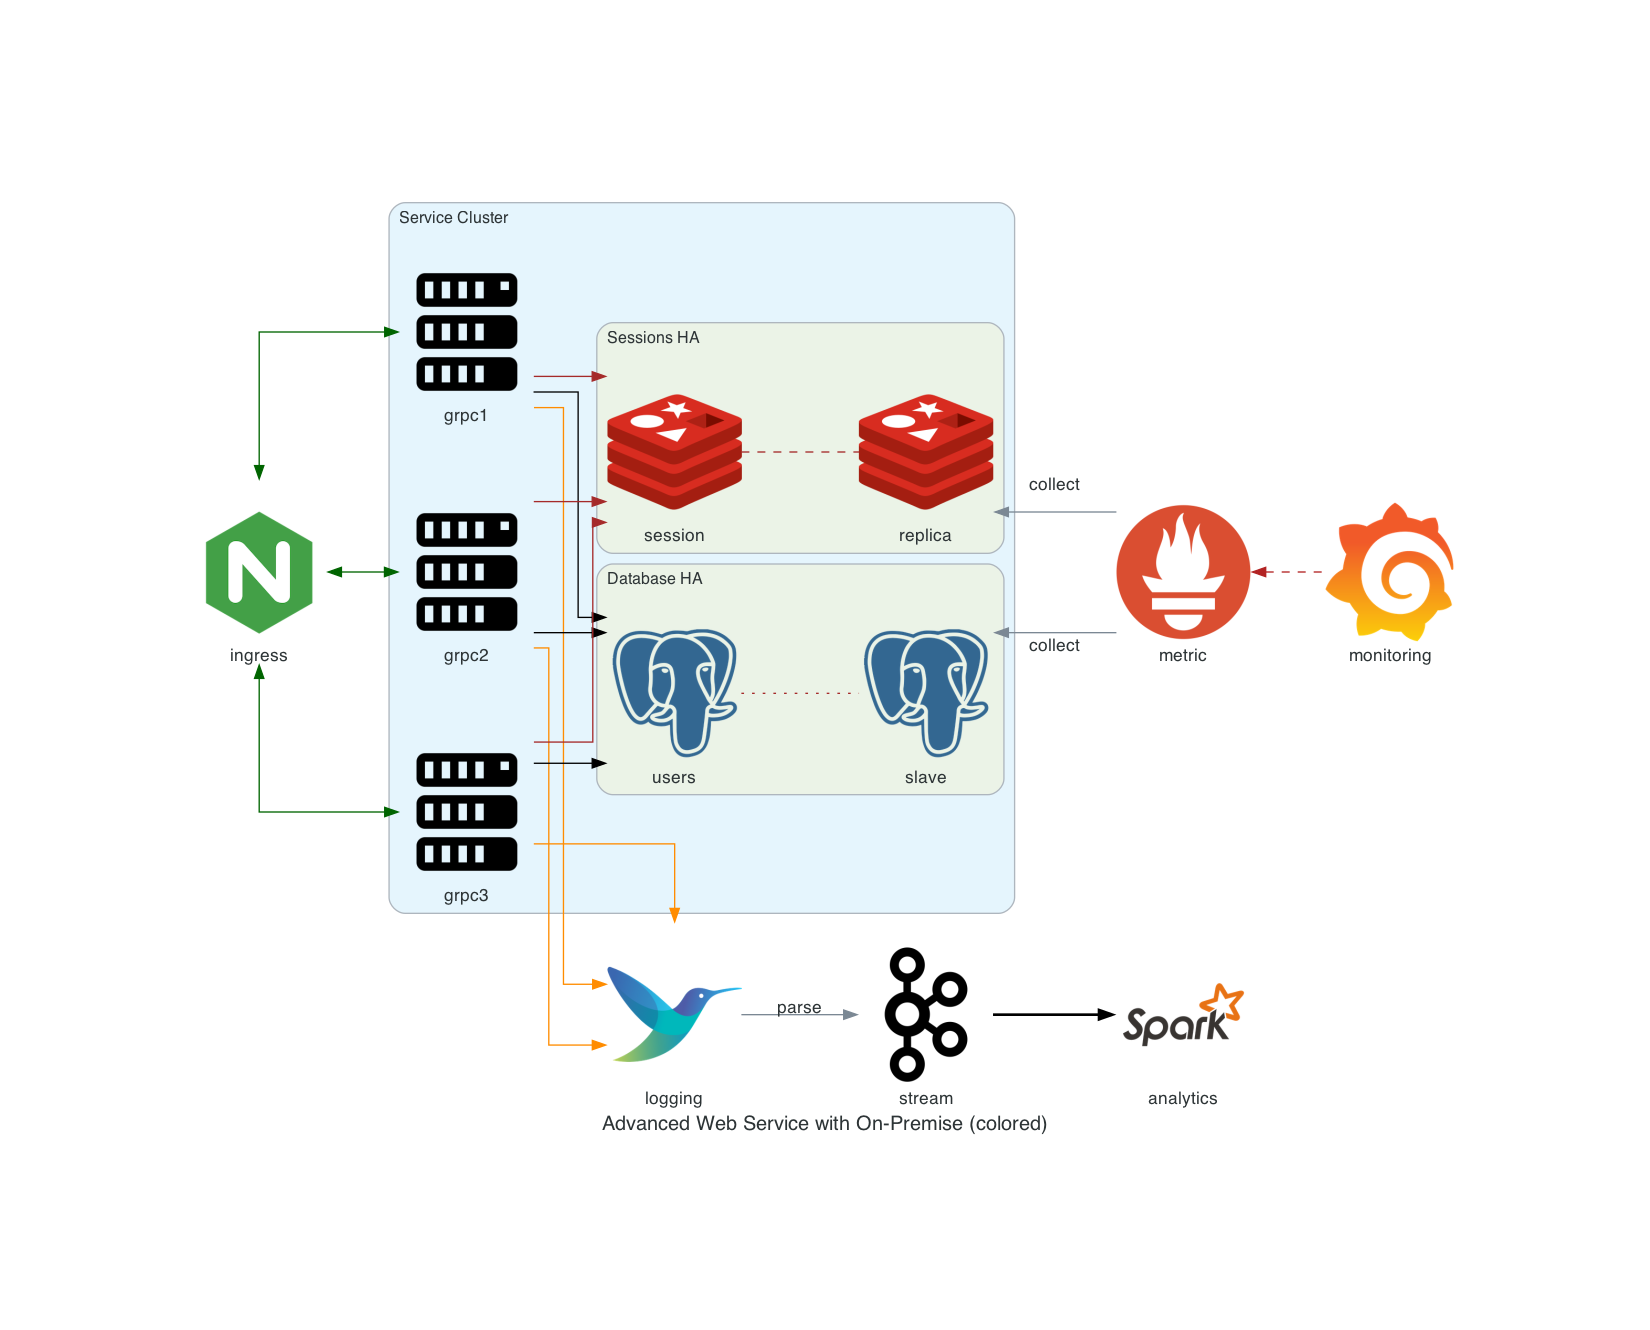 Service Cluster
grpc1
Sessions HA
session
replica
collect
ingress
grpc2
Database HA
collect
metric
monitoring
users
slave
grpc3
parse
Spark
logging
stream
analytics
Advanced Web Service with On-Premise (colored)